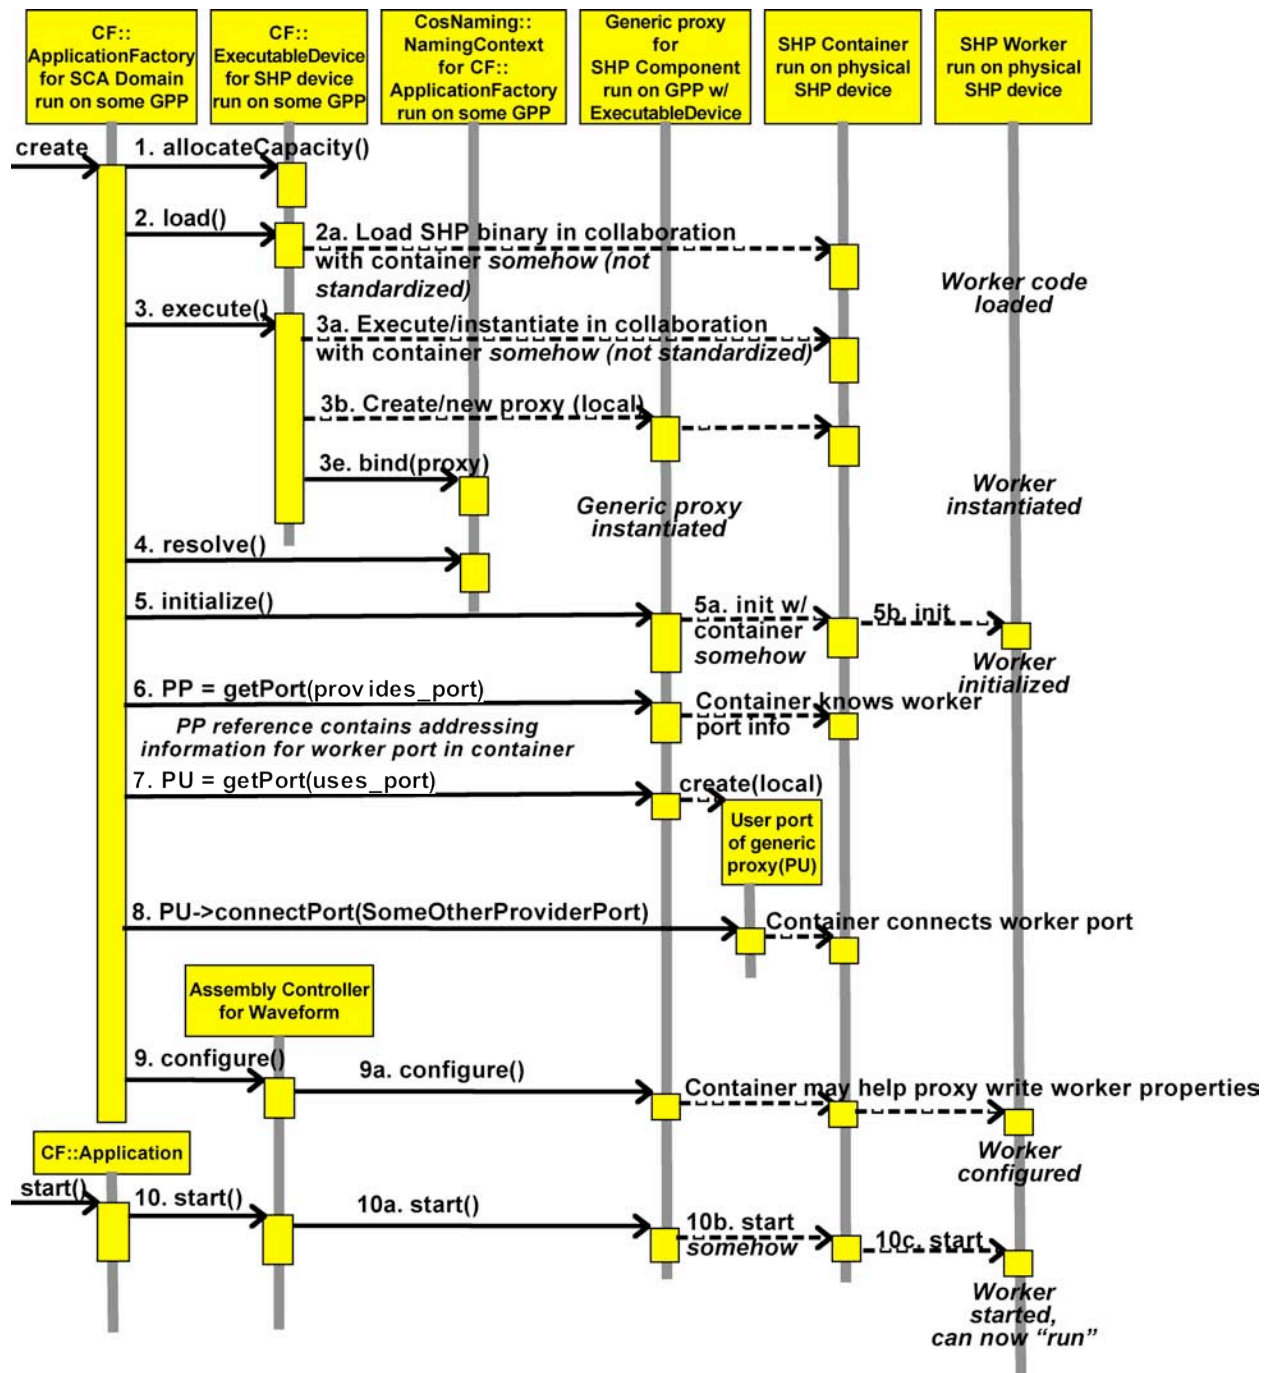 CF::
ApplicationFactory
for SCA Domain
run on some GPP
CF::
ExecutableDevice
for SHP device
run on some GPP
CosNaming::
NamingContext
for CF::
ApplicationFactory
run on some GPP
Generic proxy
for
SHP Component
run on GPP w/
ExecutableDevice
SHP Container
run on physical
SHP device
SHP Worker
run on physical
SHP device
create
1. allocateCapacity()
2. load()
2a. Load SHP binary in collaboration
with container somehow (not
standardized)
Worker code
loaded
3. execute()
3a. Execute/instantiate in collaboration
with container somehow (not standardized)
3b. Create/new proxy (local)
3e. bind(proxy)
Generic proxy
instantiated
Worker
instantiated
4. resolve()
5. initialize()
5a. init w/
container
somehow
5b. init
Worker
initialized
6. PP = getPort(provides_port)
PP reference contains addressing
information for worker port in container
Container knows worker
port info
7. PU = getPort(uses_port)
create(local)
User port
of generic
proxy(PU)
8. PU->connectPort(SomeOtherProviderPort)
Container connects worker port
Assembly Controller
for Waveform
9. configure()
9a. configure()
Container may help proxy write worker properties
Worker
configured
CF::Application
start()
10. start()
10a. start()
10b. start
somehow
10c. start
Worker
started,
can now “run”